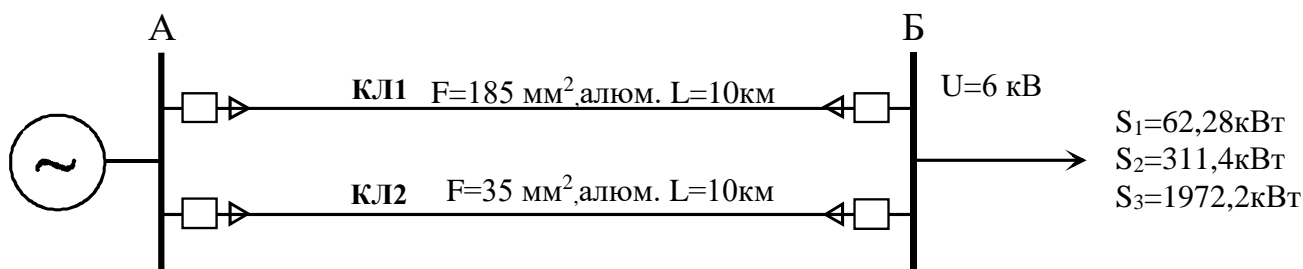 А
Б
КЛ1 F=185 мм²,алюм. L=10км
U=6 кВ
S₁=62,28кВт
S₂=311,4кВт
S₃=1972,2кВт
~
КЛ2 F=35 мм²,алюм. L=10км